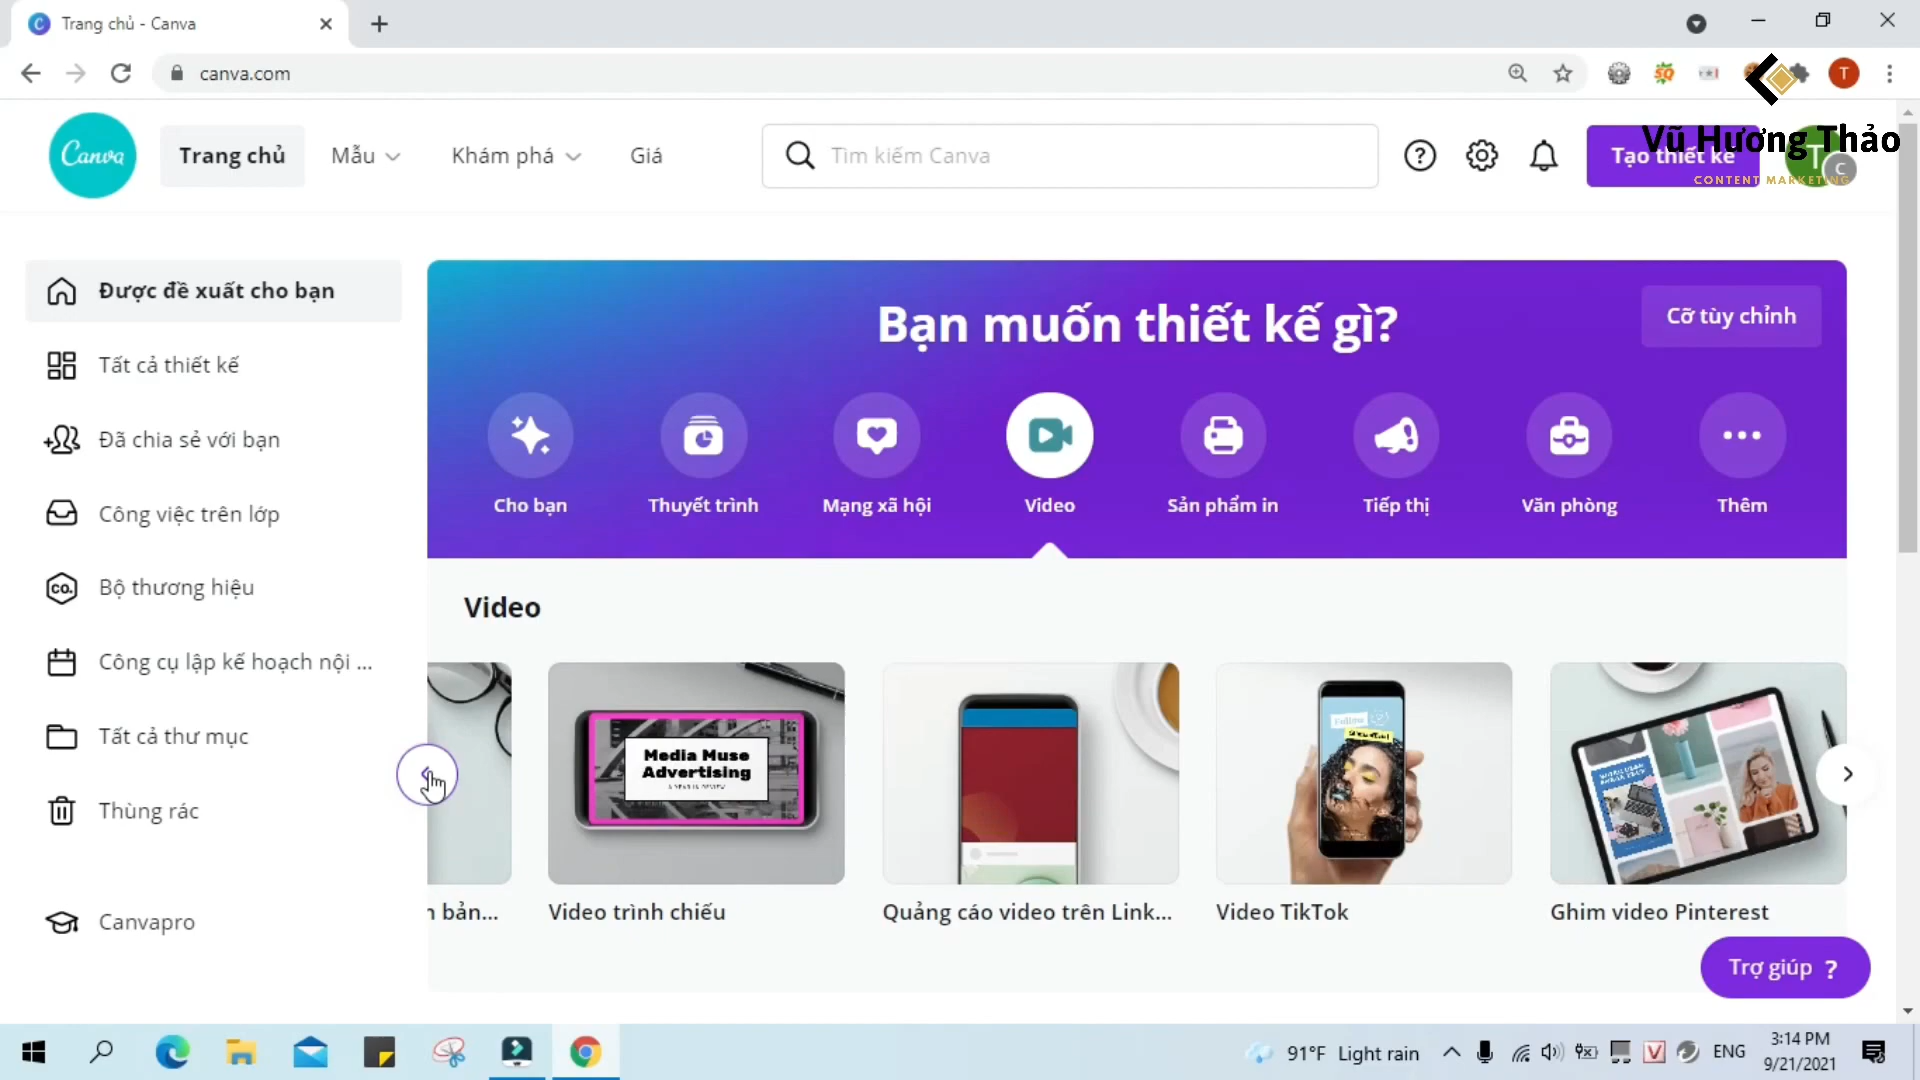 Trang chủ - Canva
canva.com
SQ
T
Canva
Trang chủ
Mẫu
Khám phá
Giá
Tìm kiếm Canva
Tạo thiết kế
T
C
Vũ Hương Thảo
CONTENT MARKETING
Được đề xuất cho bạn
Tất cả thiết kế
Đã chia sẻ với bạn
Công việc trên lớp
CO.
Bộ thương hiệu
Công cụ lập kế hoạch nội ...
Tất cả thư mục
Thùng rác
Canvapro
Bạn muốn thiết kế gì?
Cỡ tùy chỉnh
Cho bạn
Thuyết trình
Mạng xã hội
Video
Sản phẩm in
Tiếp thị
Văn phòng
Thêm
Video
Media Muse
Advertising
Follow
n bản...
Video trình chiếu
Quảng cáo video trên Link...
Video TikTok
Ghim video Pinterest
Trợ giúp ?
91°F Light rain
V
ENG
3:14 PM
9/21/2021